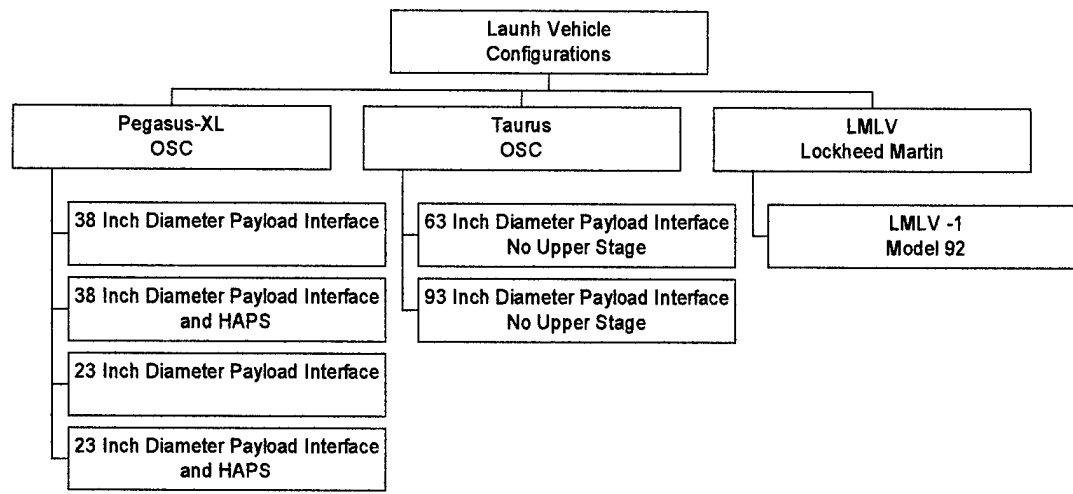 Launh Vehicle
Configurations
Pegasus-XL
OSC
Taurus
OSC
LMLV
Lockheed Martin
38 Inch Diameter Payload Interface
38 Inch Diameter Payload Interface
and HAPS
23 Inch Diameter Payload Interface
23 Inch Diameter Payload Interface
and HAPS
63 Inch Diameter Payload Interface
No Upper Stage
93 Inch Diameter Payload Interface
No Upper Stage
LMLV -1
Model 92